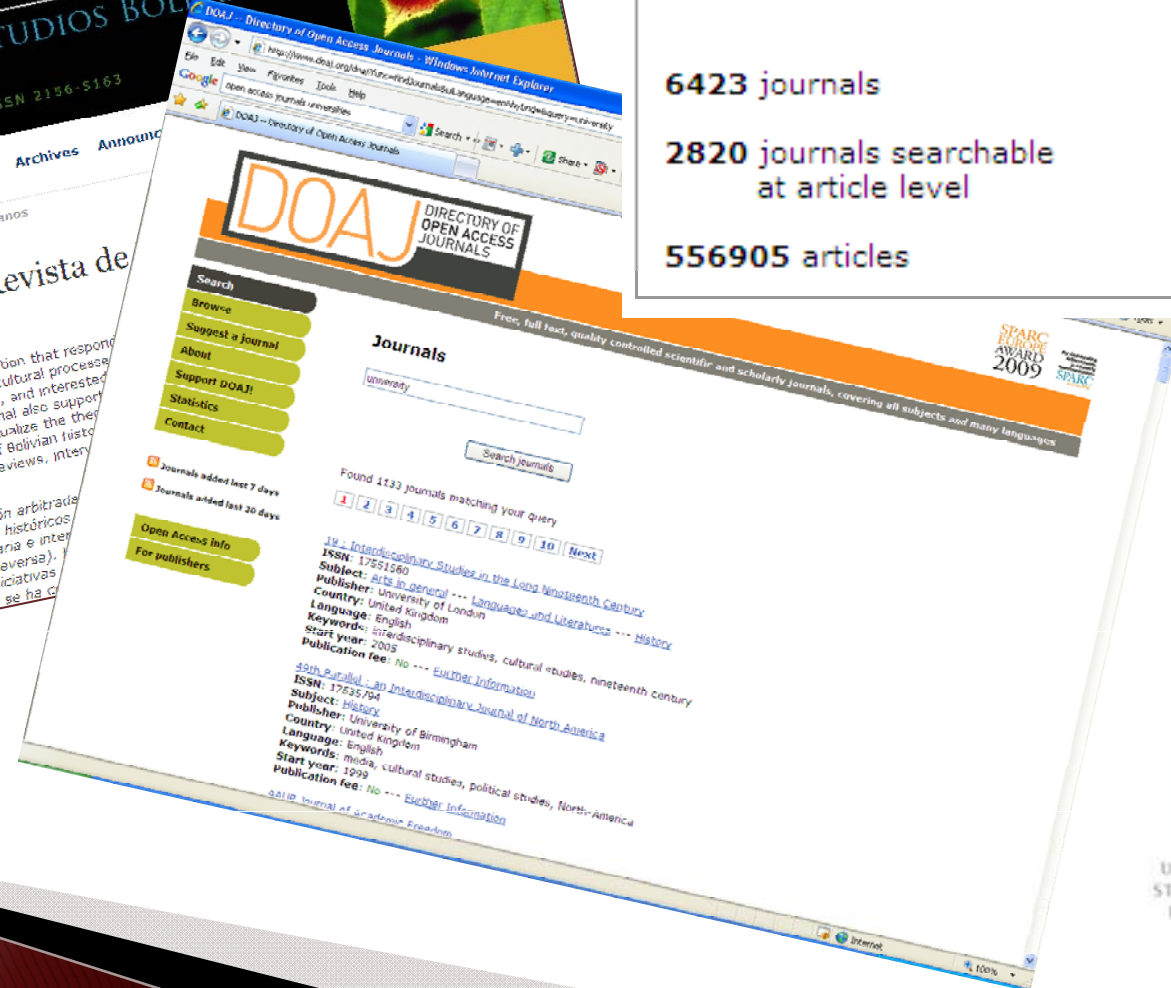 TUDIOS BOL
SSN 2156-5163
Archives Announc
anos
Revista de
tion that respond
cultural processe
, and interested
nal also support
ualize the the
f Bolivian histo
eviews, interv
ón arbitrada
históricos
aria e inter
aversa).
iciativas
se ha c
DOAJ -- Directory of Open Access Journals - Windows Internet Explorer
File Edit View Favorites Tools Help
Google open access journals universities Search Share
DOAJ -- Directory of Open Access Journals
DOAJ DIRECTORY OF
OPEN ACCESS
JOURNALS
Free, full text, quality controlled scientific and scholarly journals, covering all subjects and many languages
SPARC
EUROPE
AWARD
2009
SPARC
Search
Browse
Suggest a journal
About
Support DOAJ!
Statistics
Contact
Journals added last 7 days
Journals added last 30 days
Open Access info
For publishers
Journals
university
Search journals
Found 1133 journals matching your query
1 2 3 4 5 6 7 8 9 10 Next
19 : Interdisciplinary Studies in the Long Nineteenth Century
ISSN: 17551560
Subject: Arts in general --- Languages and Literatures --- History
Publisher: University of London
Country: United Kingdom
Language: English
Keywords: interdisciplinary studies, cultural studies, nineteenth century
Start year: 2005
Publication fee: No --- Further Information
49th Parallel : an Interdisciplinary Journal of North America
ISSN: 17535794
Subject: History
Publisher: University of Birmingham
Country: United Kingdom
Language: English
Keywords: media, cultural studies, political studies, North-America
Start year: 1999
Publication fee: No --- Further Information
AAUP Journal of Academic Freedom
Internet
100%
6423 journals
2820 journals searchable
at article level
556905 articles